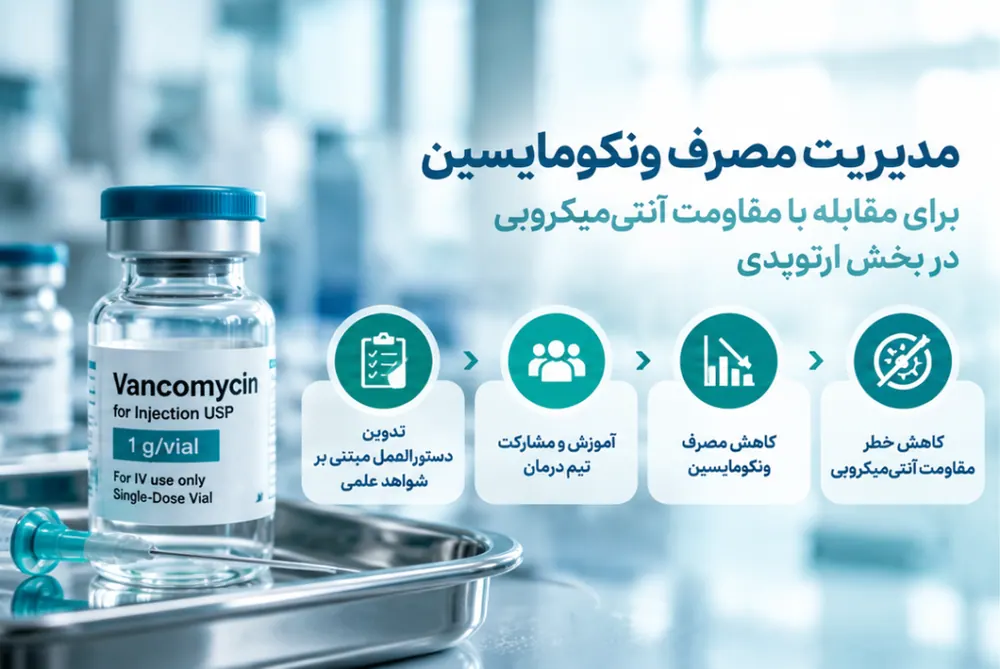 مدیریت مصرف ونکومایسین
برای مقابله با مقاومت آنتی‌میکروبی
در بخش ارتوپدی
تدوین
دستورالعمل مبتنی بر
شواهد علمی
آموزش و مشارکت
تیم درمان
کاهش مصرف
ونکومایسین
کاهش خطر
مقاومت آنتی‌میکروبی
Vancomycin
for Injection USP
1 g/vial
For IV use only
Single-Dose Vial